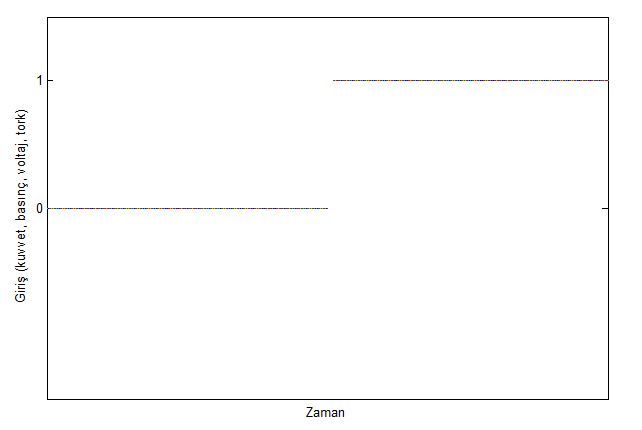 1
0
Giriş (kuvvet, basınç, voltaj, tork)
Zaman